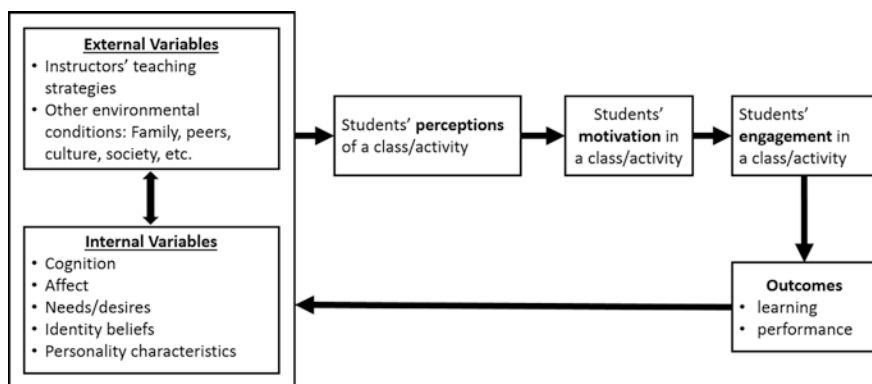 External Variables
• Instructors’ teaching
strategies
• Other environmental
conditions: Family, peers,
culture, society, etc.
Internal Variables
• Cognition
• Affect
• Needs/desires
• Identity beliefs
• Personality characteristics
Students’ perceptions
of a class/activity
Students’
motivation in
a class/activity
Students’
engagement in
a class/activity
Outcomes
• learning
• performance